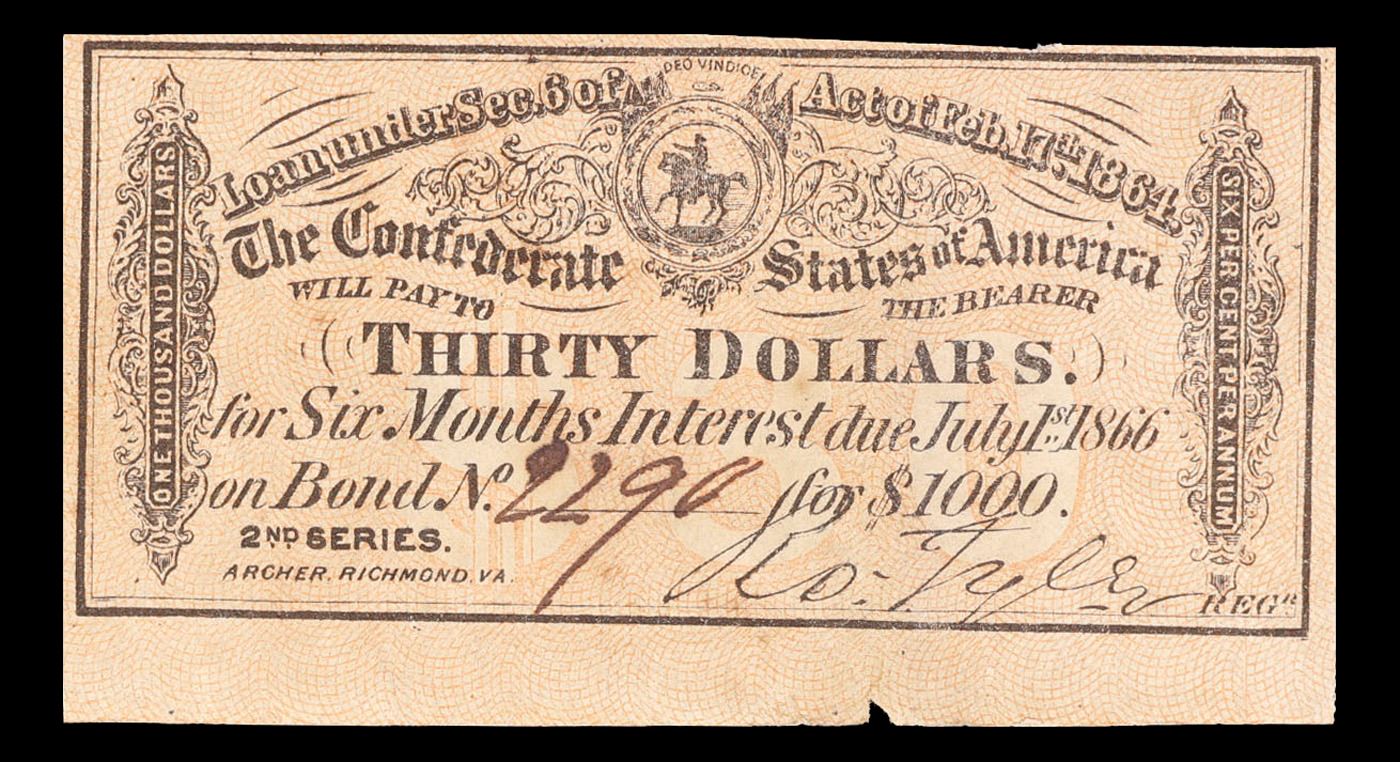 DEO VINDICE
Loan under Sec. 6 of Act of Feb. 17th 1864.
The Confederate States of America
WILL PAY TO THE BEARER
THIRTY DOLLARS.
for Six Months Interest due July 1st 1866
on Bond No. 2290 for $1000.
2ND SERIES.
Ro. Tyler
ARCHER. RICHMOND. VA.
REGR
ONE THOUSAND DOLLARS
SIX PER CENT PER ANNUM